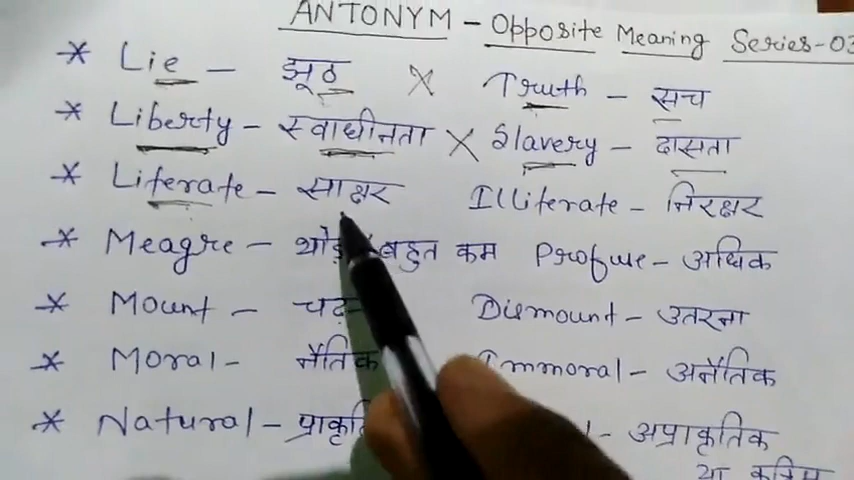 ANTONYM - Opposite Meaning Series-03
* Lie - झूठ × Truth - सच
* Liberty - स्वाधीनता × Slavery - दासता
* Literate - साक्षर Illiterate - निरक्षर
* Meagre - बहुत कम Profuse - अधिक
* Mount - Dismount - उतरना
* Moral - नैतिक Immoral - अनैतिक
* Natural - - अप्राकृतिक
या